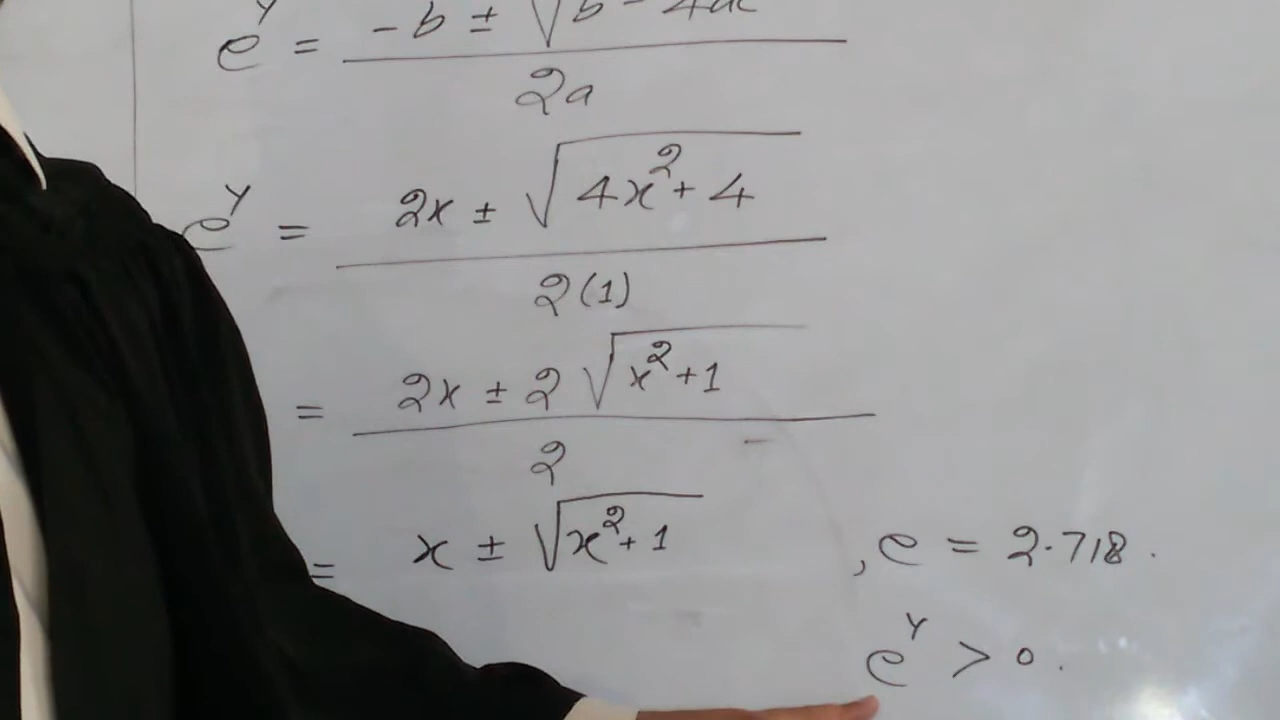 e^y = (-b ± √(b² - 4ac)) / 2a
e^y = (2x ± √(4x² + 4)) / 2(1)
= (2x ± 2√(x² + 1)) / 2
= x ± √(x² + 1) , e = 2.718.
e^y > 0.